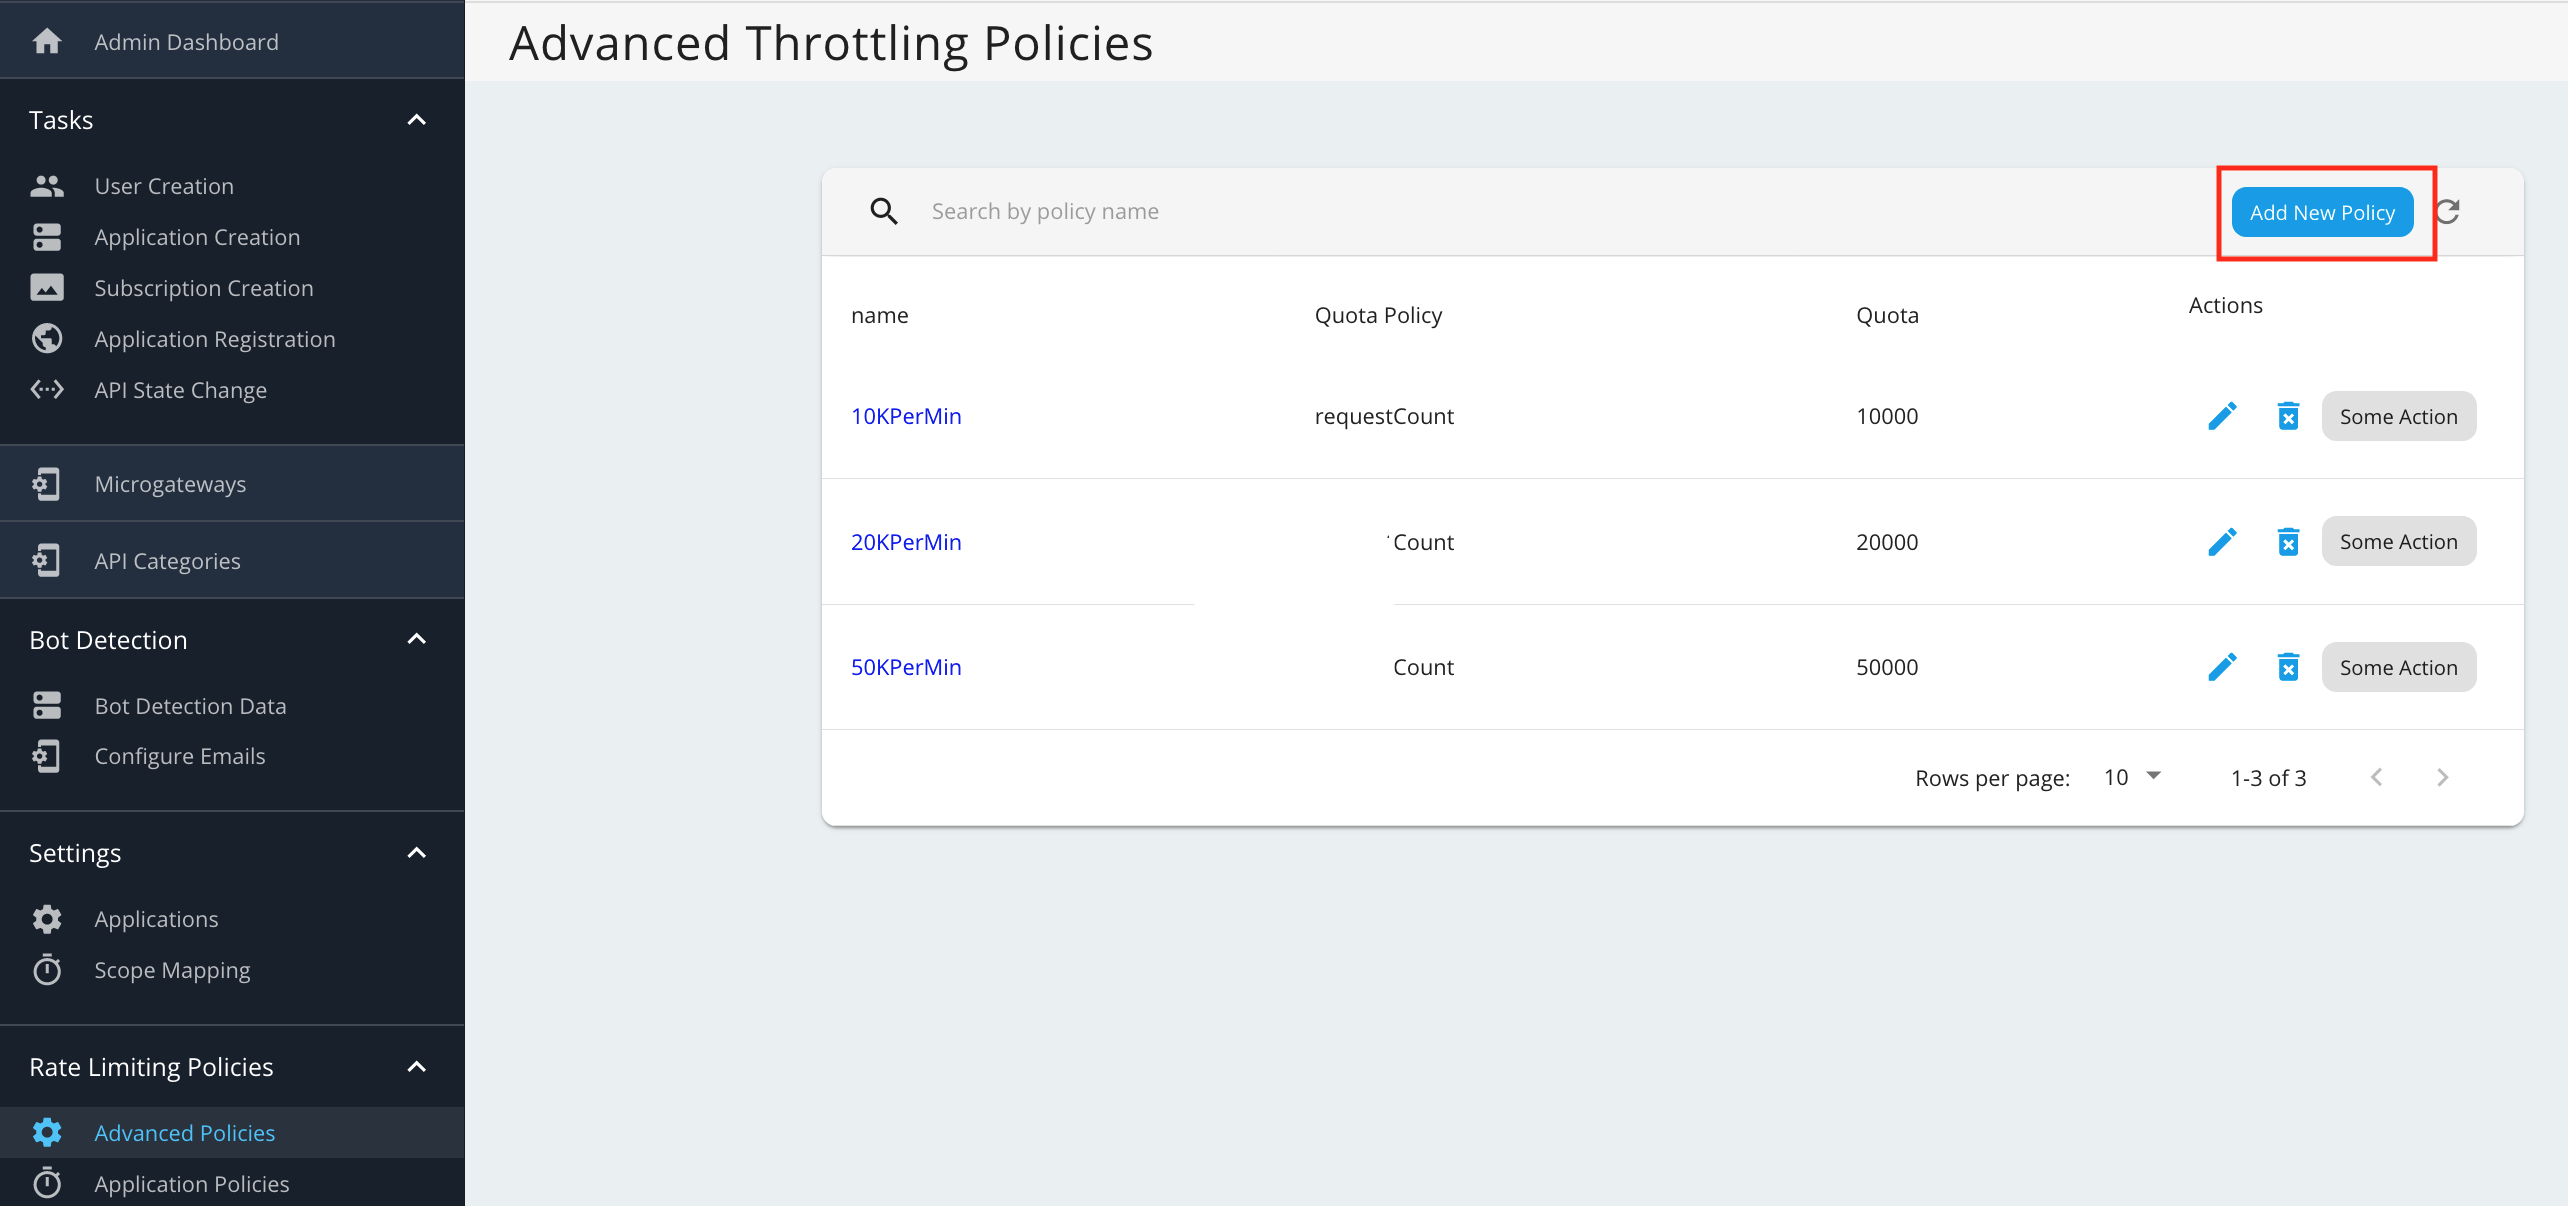 Admin Dashboard
Tasks
User Creation
Application Creation
Subscription Creation
Application Registration
API State Change
Microgateways
API Categories
Bot Detection
Bot Detection Data
Configure Emails
Settings
Applications
Scope Mapping
Rate Limiting Policies
Advanced Policies
Application Policies
Advanced Throttling Policies
Search by policy name
Add New Policy
name Quota Policy Quota Actions
10KPerMin requestCount 10000 Some Action
20KPerMin Count 20000 Some Action
50KPerMin Count 50000 Some Action
Rows per page: 10 1-3 of 3